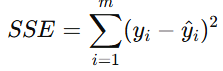 SSE = \sum_{i=1}^{m} (y_i - \hat{y}_i)^2